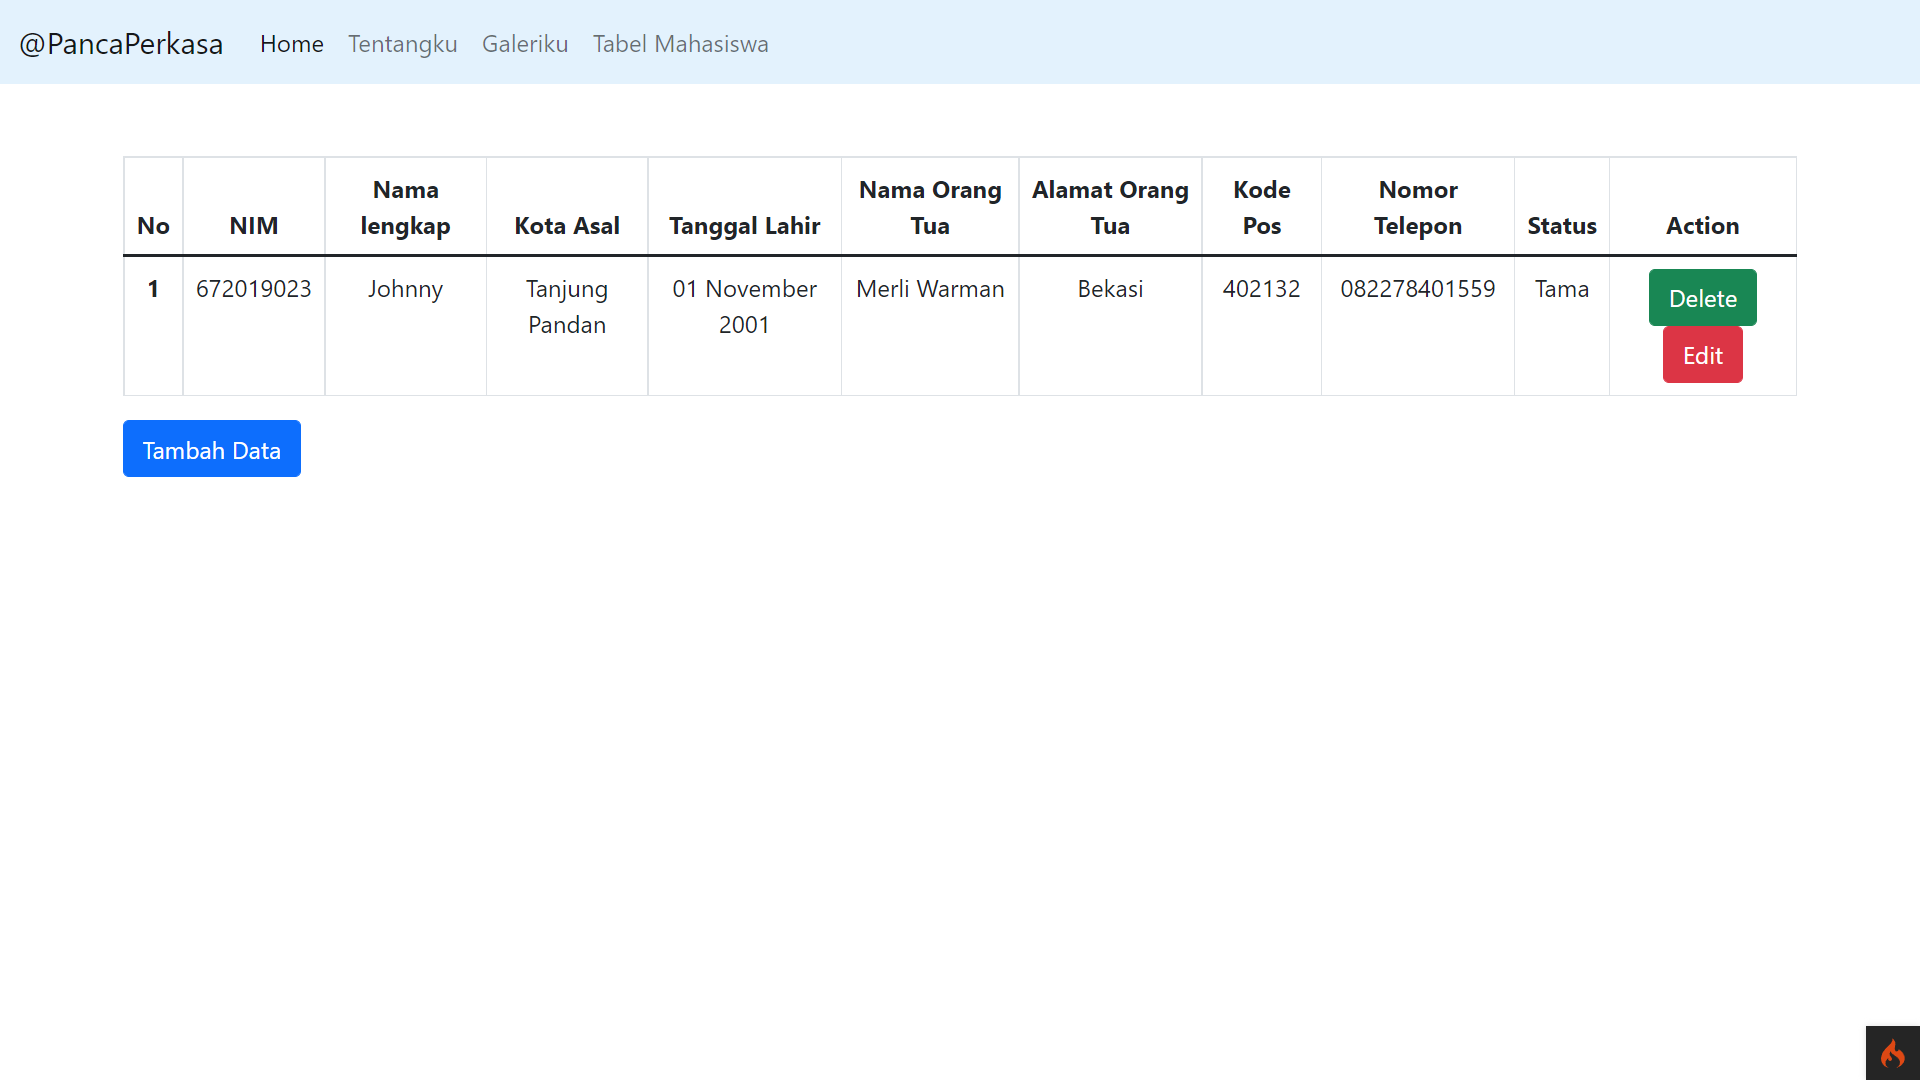 @PancaPerkasa Home Tentangku Galeriku Tabel Mahasiswa
No NIM Nama lengkap Kota Asal Tanggal Lahir Nama Orang Tua Alamat Orang Tua Kode Pos Nomor Telepon Status Action
1 672019023 Johnny Tanjung Pandan 01 November 2001 Merli Warman Bekasi 402132 082278401559 Tama Delete
Edit
Tambah Data